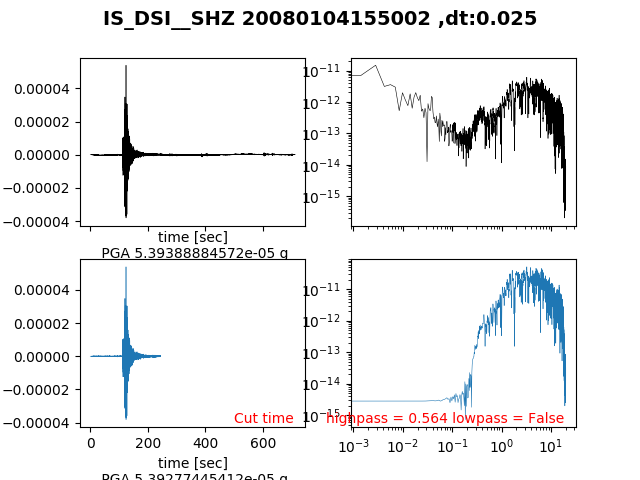 IS_DSI__SHZ 20080104155002 ,dt:0.025
0.00004
0.00002
0.00000
−0.00002
−0.00004
time [sec]
PGA 5.39388884572e-05 g
10⁻¹¹
10⁻¹²
10⁻¹³
10⁻¹⁴
10⁻¹⁵
0.00004
0.00002
0.00000
−0.00002
−0.00004
Cut time
0 200 400 600
time [sec]
PGA 5.39277445412e-05 g
10⁻¹¹
10⁻¹²
10⁻¹³
10⁻¹⁴
10⁻¹⁵
highpass = 0.564 lowpass = False
10⁻³ 10⁻² 10⁻¹ 10⁰ 10¹